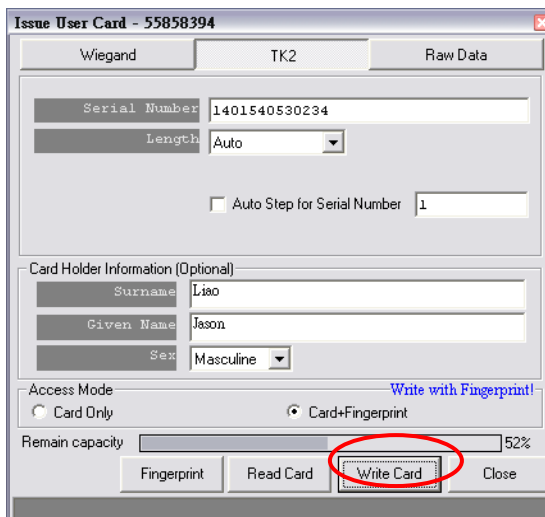 Issue User Card - 55858394
Wiegand TK2 Raw Data
Serial Number 1401540530234
Length Auto
Auto Step for Serial Number 1
Card Holder Information (Optional)
Surname Liao
Given Name Jason
Sex Masculine
Access Mode Write with Fingerprint!
Card Only Card+Fingerprint
Remain capacity 52%
Fingerprint Read Card Write Card Close